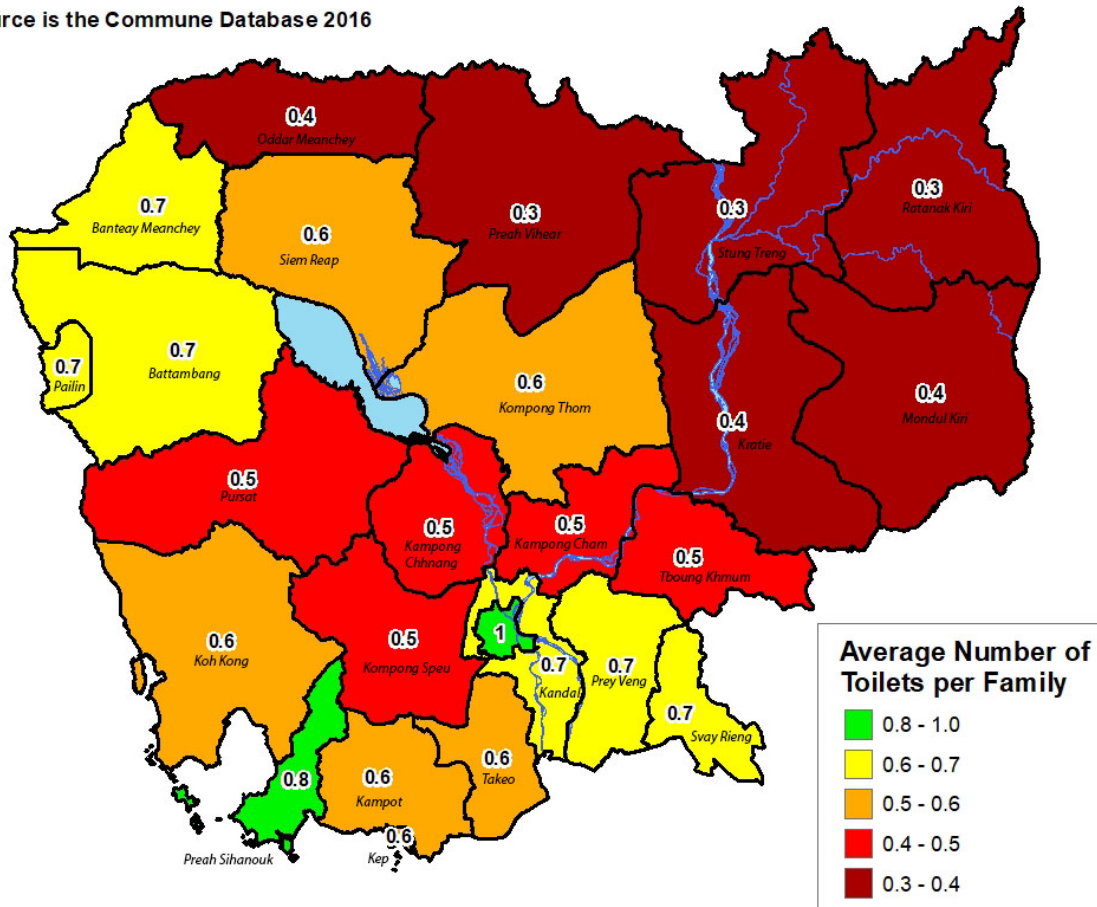 urce is the Commune Database 2016
0.4
Oddar Meanchey
0.7
Banteay Meanchey
0.6
Siem Reap
0.3
Preah Vihear
0.3
Stung Treng
0.3
Ratanak Kiri
0.7
Pailin
0.7
Battambang
0.6
Kompong Thom
0.4
Kratie
0.4
Mondul Kiri
0.5
Pursat
0.5
Kampong
Chhnang
0.5
Kampong Cham
0.5
Tboung Khmum
0.6
Koh Kong
0.5
Kompong Speu
1
0.7
Kandal
0.7
Prey Veng
0.7
Svay Rieng
0.8
Preah Sihanouk
0.6
Kampot
0.6
Kep
0.6
Takeo
Average Number of
Toilets per Family
0.8 - 1.0
0.6 - 0.7
0.5 - 0.6
0.4 - 0.5
0.3 - 0.4